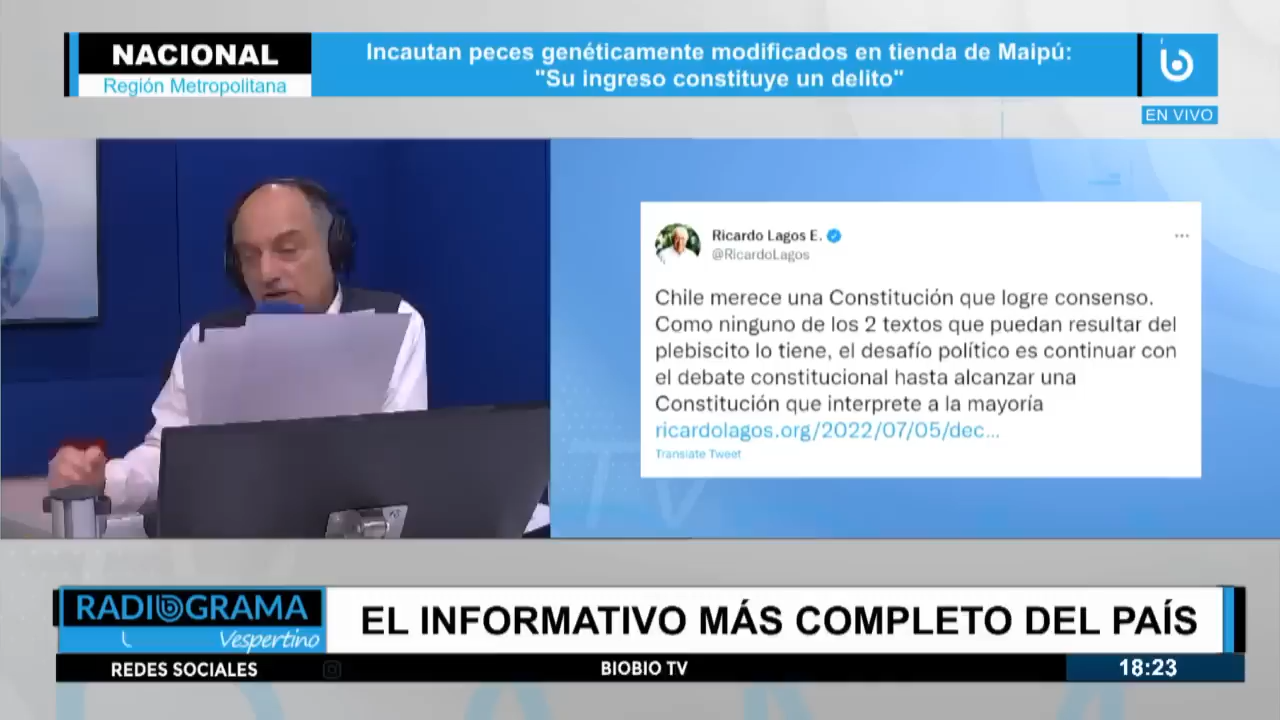 NACIONAL
Región Metropolitana
Incautan peces genéticamente modificados en tienda de Maipú:
"Su ingreso constituye un delito"
b
EN VIVO
Ricardo Lagos E.
@RicardoLagos
Chile merece una Constitución que logre consenso.
Como ninguno de los 2 textos que puedan resultar del
plebiscito lo tiene, el desafío político es continuar con
el debate constitucional hasta alcanzar una
Constitución que interprete a la mayoría
ricardolagos.org/2022/07/05/dec...
Translate Tweet
TV
RADIOGRAMA
Vespertino
EL INFORMATIVO MÁS COMPLETO DEL PAÍS
REDES SOCIALES
BIOBIO TV
18:23